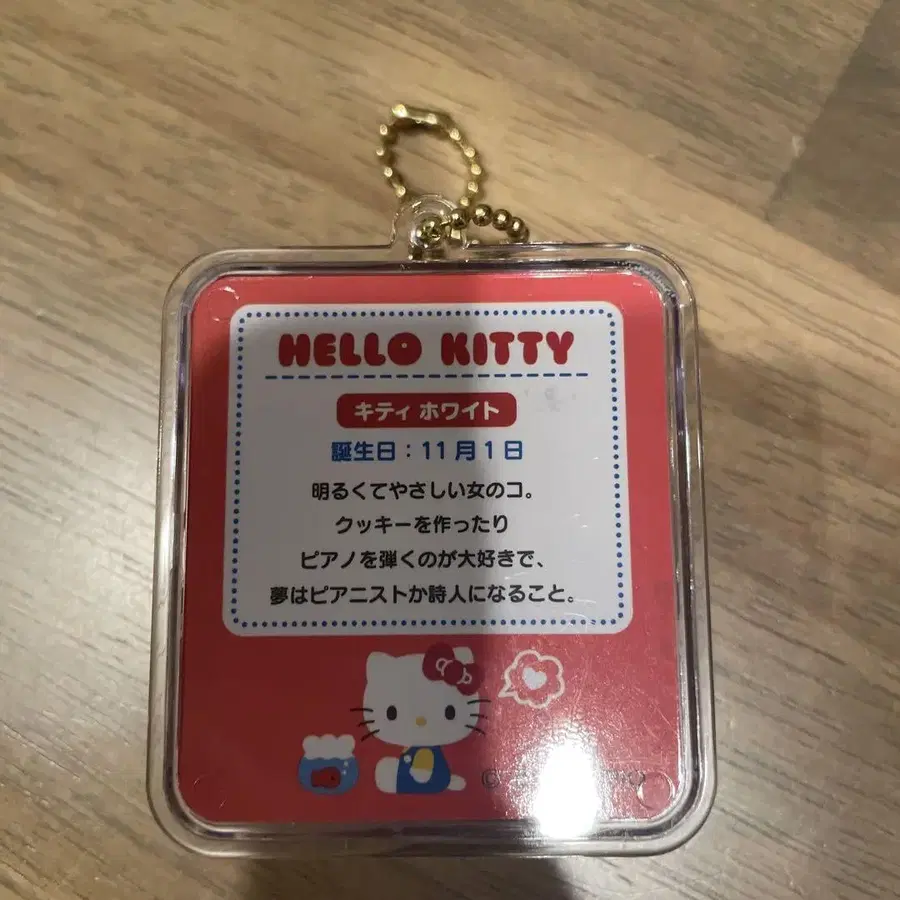 HELLO KITTY
キティ ホワイト
誕生日：11月1日
明るくてやさしい女のコ。
クッキーを作ったり
ピアノを弾くのが大好きで、
夢はピアニストか詩人になること。
©